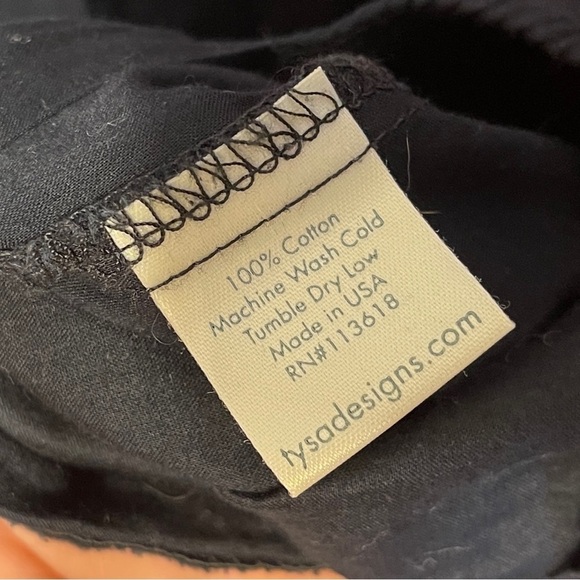 100% Cotton
Machine Wash Cold
Tumble Dry Low
Made in USA
RN#113618
tysadesigns.com